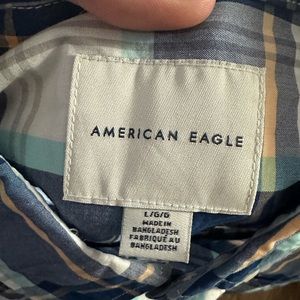 AMERICAN EAGLE
L/G/G
MADE IN
BANGLADESH
FABRIQUÉ AU
BANGLADESH